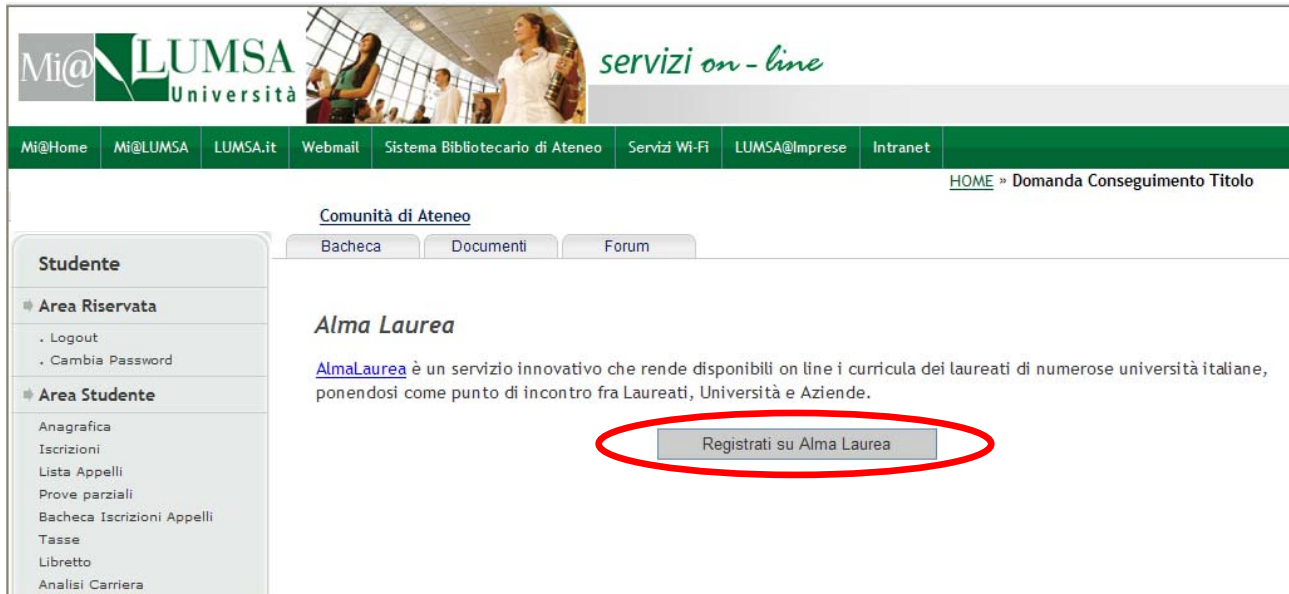 Mi@ LUMSA
Università
servizi on - line
Mi@Home Mi@LUMSA LUMSA.it Webmail Sistema Bibliotecario di Ateneo Servizi Wi-Fi LUMSA@Imprese Intranet
HOME » Domanda Conseguimento Titolo
Comunità di Ateneo
Bacheca Documenti Forum
Studente
Area Riservata
. Logout
. Cambia Password
Area Studente
Anagrafica
Iscrizioni
Lista Appelli
Prove parziali
Bacheca Iscrizioni Appelli
Tasse
Libretto
Analisi Carriera
Alma Laurea
AlmaLaurea è un servizio innovativo che rende disponibili on line i curricula dei laureati di numerose università italiane,
ponendosi come punto di incontro fra Laureati, Università e Aziende.
Registrati su Alma Laurea